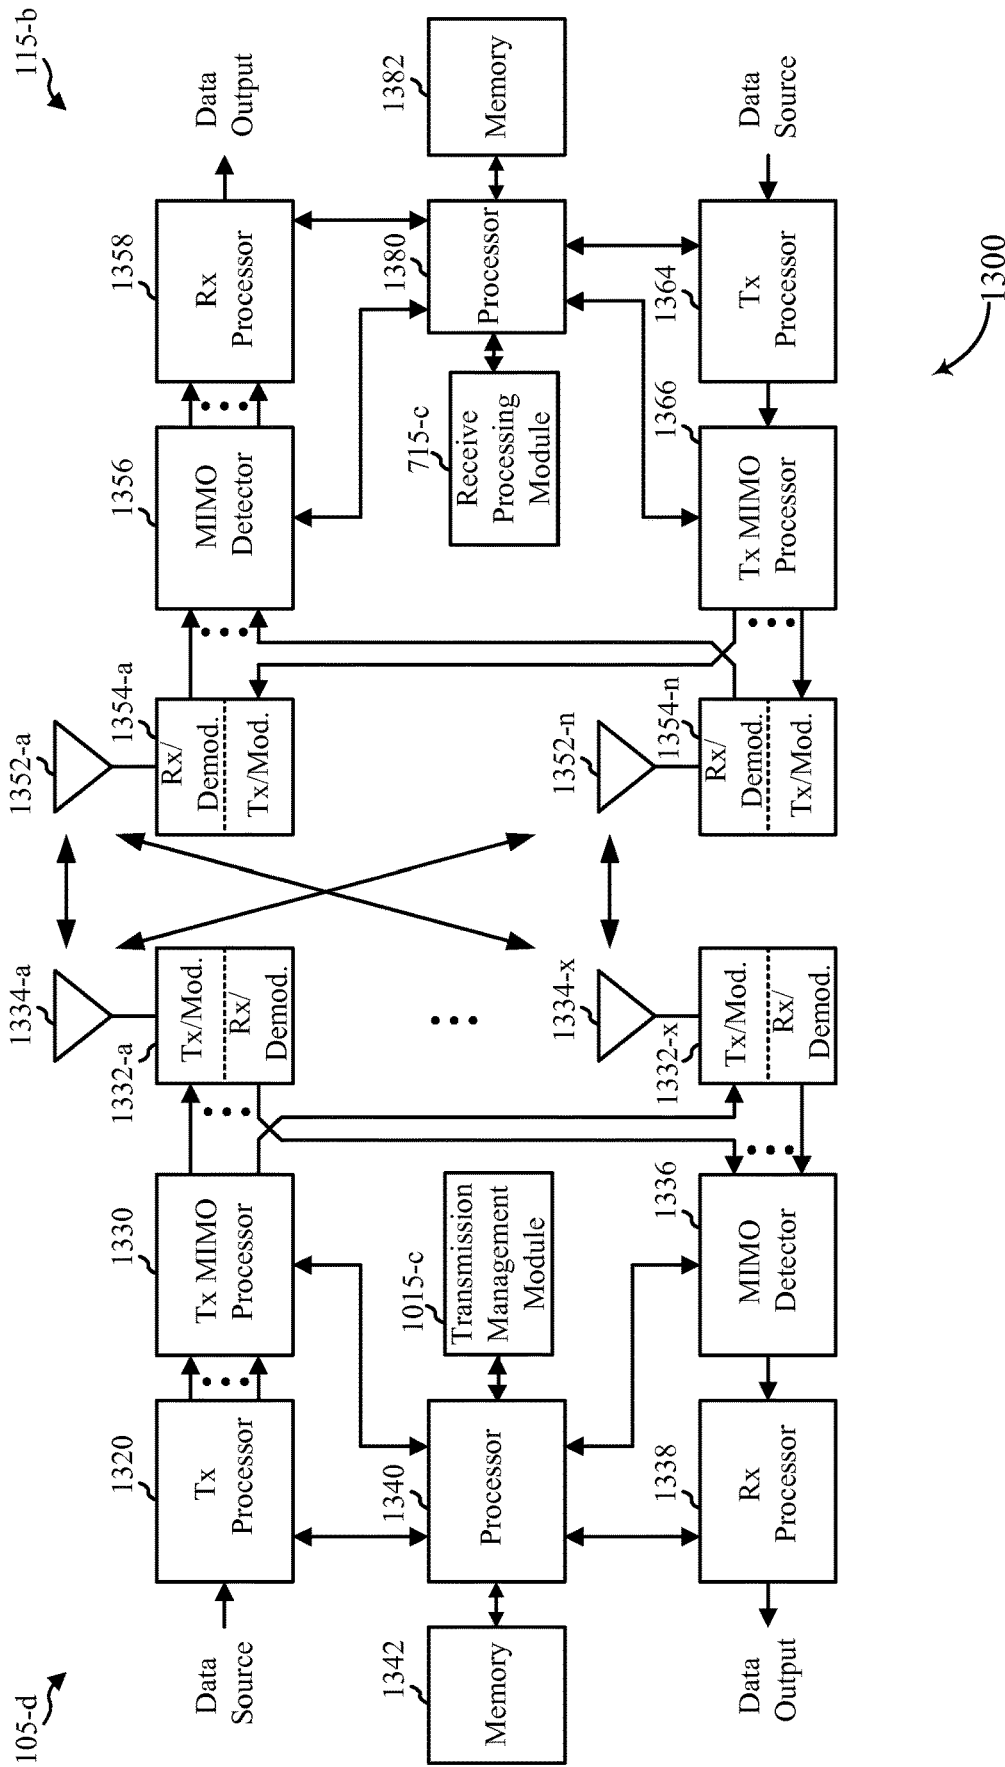 105-d
115-b
1334-a
1352-a
1320
1330
1332-a
1354-a
1356
1358
Data
Source
Tx
Processor
Tx MIMO
Processor
Tx/Mod.
Rx/
Demod.
Rx/
Demod.
Tx/Mod.
MIMO
Detector
Rx
Processor
Data
Output
1342
1340
1015-c
715-c
1380
1382
Memory
Processor
Transmission
Management
Module
Receive
Processing
Module
Processor
Memory
1334-x
1352-n
1338
1336
1332-x
1354-n
1366
1364
Data
Output
Rx
Processor
MIMO
Detector
Tx/Mod.
Rx/
Demod.
Rx/
Demod.
Tx/Mod.
Tx MIMO
Processor
Tx
Processor
Data
Source
1300